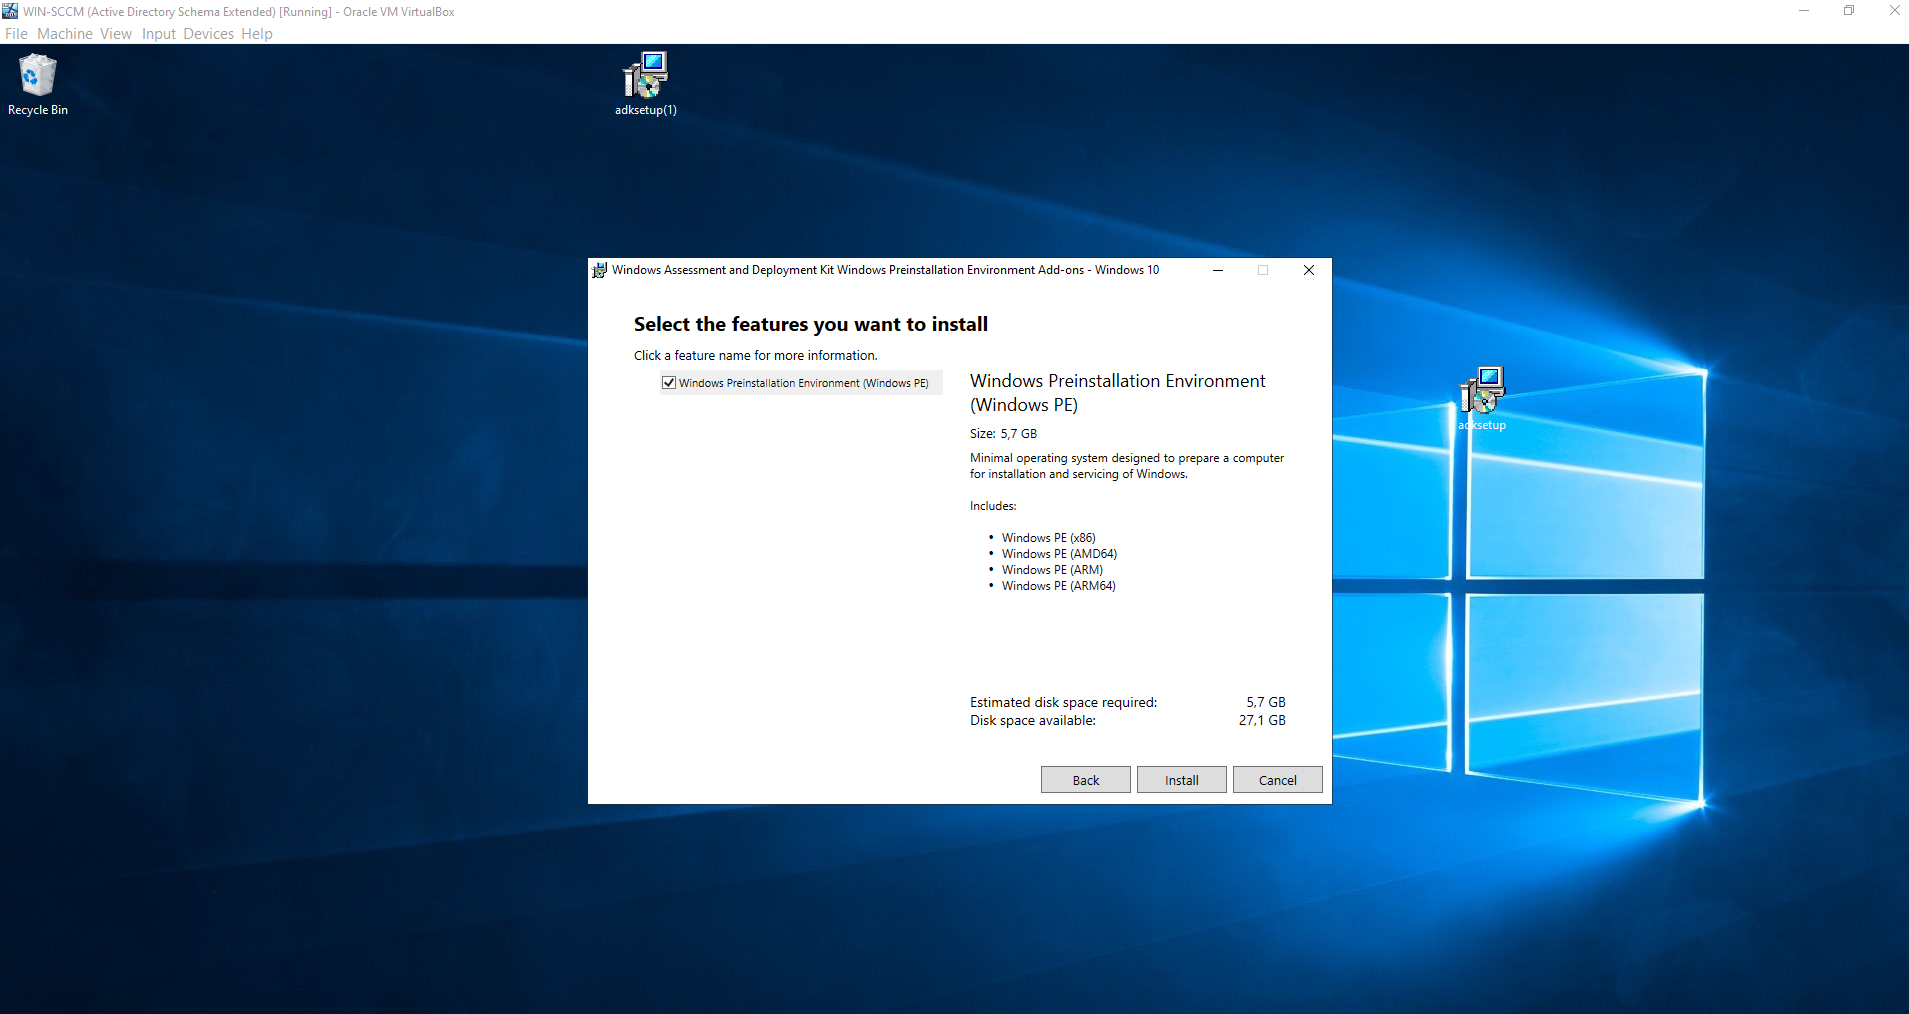 WIN-SCCM (Active Directory Schema Extended) [Running] - Oracle VM VirtualBox
File Machine View Input Devices Help
Recycle Bin
adksetup(1)
Windows Assessment and Deployment Kit Windows Preinstallation Environment Add-ons - Windows 10
Select the features you want to install
Click a feature name for more information.
Windows Preinstallation Environment (Windows PE)
Windows Preinstallation Environment
(Windows PE)
Size: 5,7 GB
Minimal operating system designed to prepare a computer
for installation and servicing of Windows.
Includes:
• Windows PE (x86)
• Windows PE (AMD64)
• Windows PE (ARM)
• Windows PE (ARM64)
Estimated disk space required: 5,7 GB
Disk space available: 27,1 GB
Back Install Cancel
adksetup